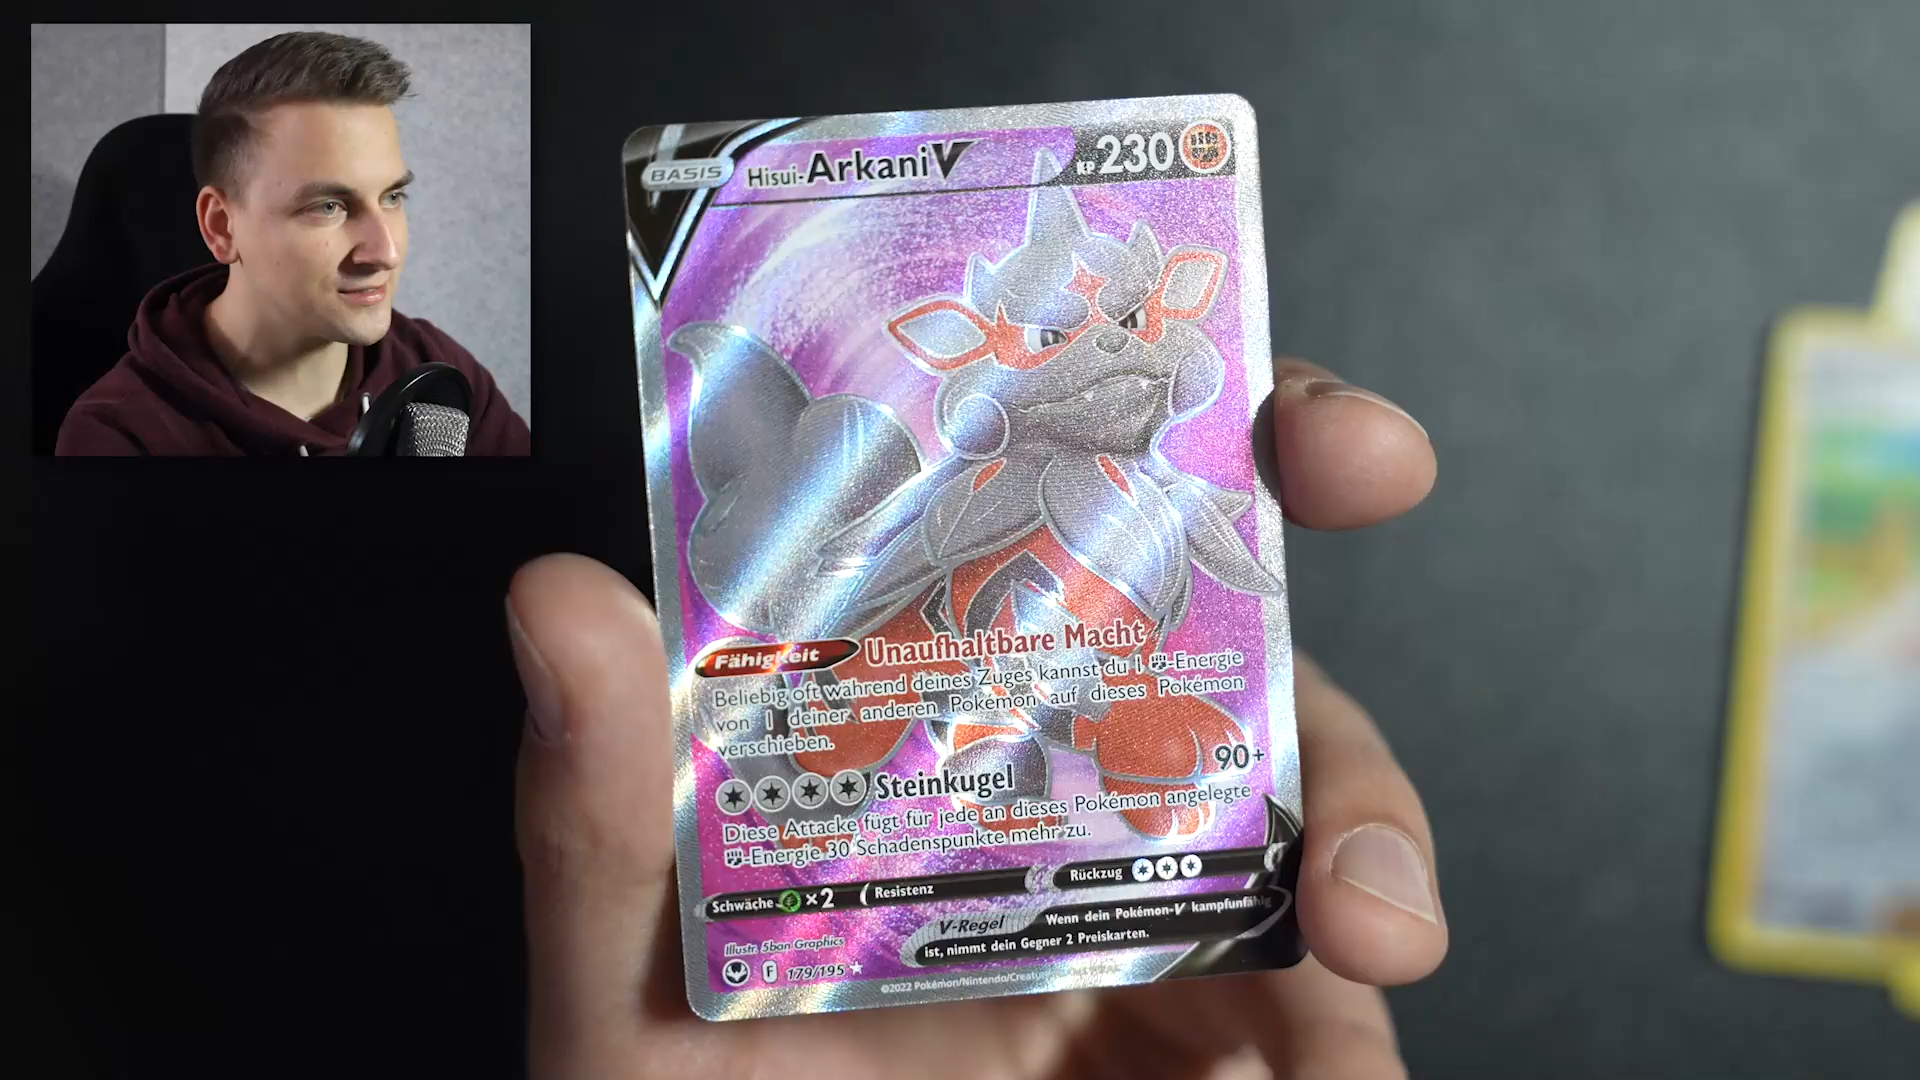 BASIS Hisui-Arkani V KP 230
Fähigkeit Unaufhaltbare Macht
Beliebig oft während deines Zuges kannst du 1 -Energie
von 1 deiner anderen Pokémon auf dieses Pokémon
verschieben.
Steinkugel 90+
Diese Attacke fügt für jede an dieses Pokémon angelegte
-Energie 30 Schadenspunkte mehr zu.
Schwäche ×2 Resistenz Rückzug
V-Regel Wenn dein Pokémon-V kampfunfähig
ist, nimmt dein Gegner 2 Preiskarten.
Illustr. 5ban Graphics
F 179/195
©2022 Pokémon/Nintendo/Creatures